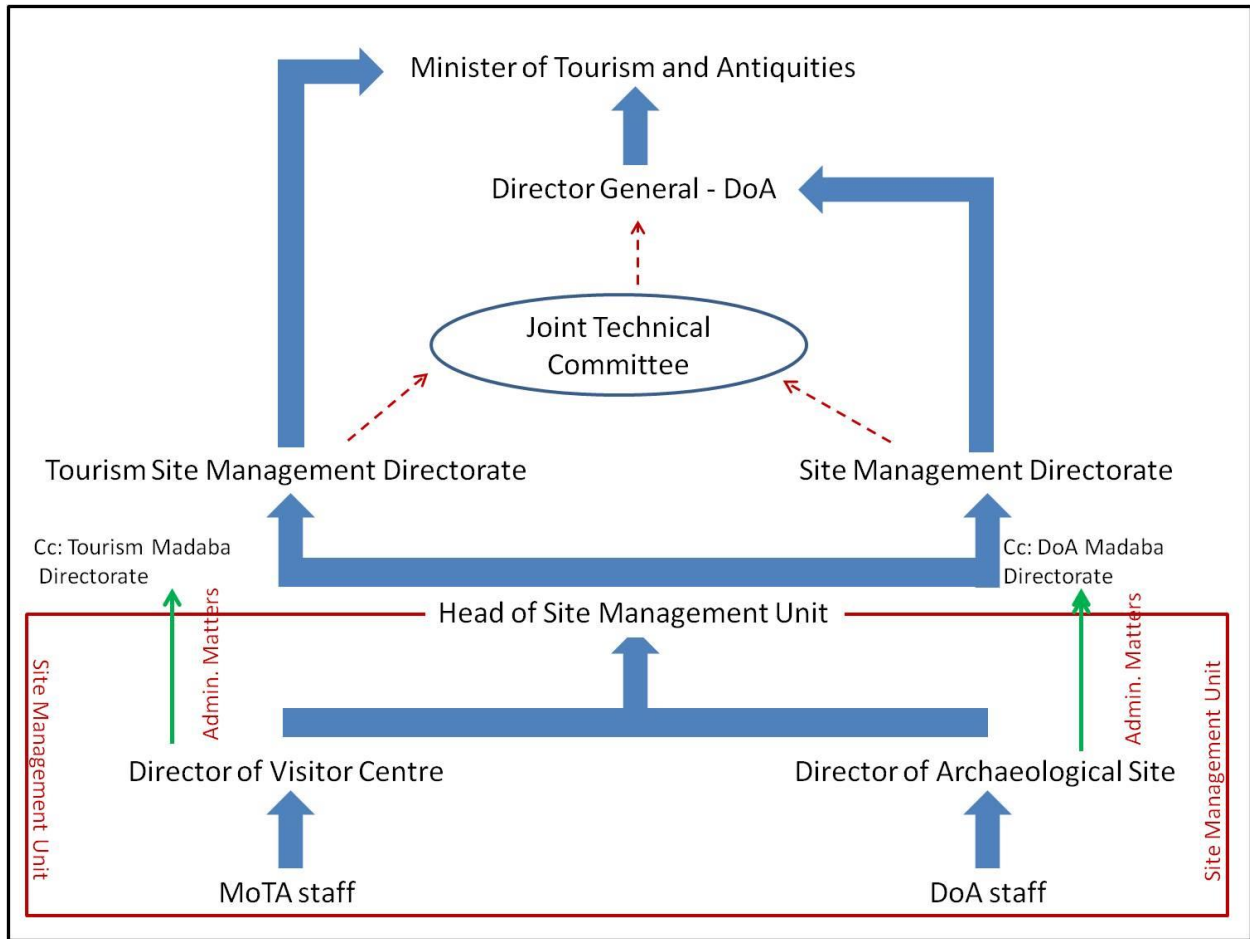 Minister of Tourism and Antiquities
Director General - DoA
Joint Technical
Committee
Tourism Site Management Directorate
Site Management Directorate
Cc: Tourism Madaba
Directorate
Cc: DoA Madaba
Directorate
Admin. Matters
Admin. Matters
Head of Site Management Unit
Site Management Unit
Site Management Unit
Director of Visitor Centre
Director of Archaeological Site
MoTA staff
DoA staff